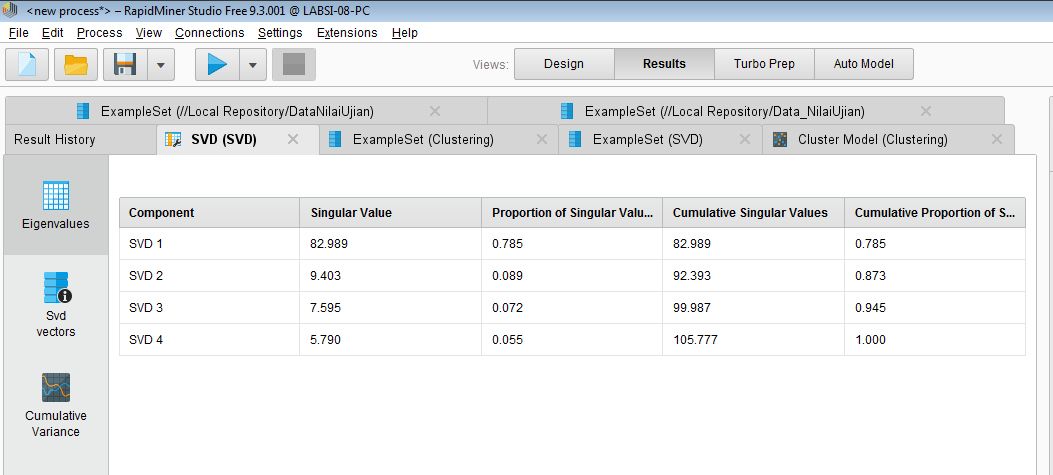 <new process*> – RapidMiner Studio Free 9.3.001 @ LABSI-08-PC
File Edit Process View Connections Settings Extensions Help
Views: Design Results Turbo Prep Auto Model
ExampleSet (//Local Repository/DataNilaiUjian) ExampleSet (//Local Repository/Data_NilaiUjian)
Result History SVD (SVD) ExampleSet (Clustering) ExampleSet (SVD) Cluster Model (Clustering)
Eigenvalues
Svd
vectors
Cumulative
Variance
Component Singular Value Proportion of Singular Valu... Cumulative Singular Values Cumulative Proportion of S...
SVD 1 82.989 0.785 82.989 0.785
SVD 2 9.403 0.089 92.393 0.873
SVD 3 7.595 0.072 99.987 0.945
SVD 4 5.790 0.055 105.777 1.000